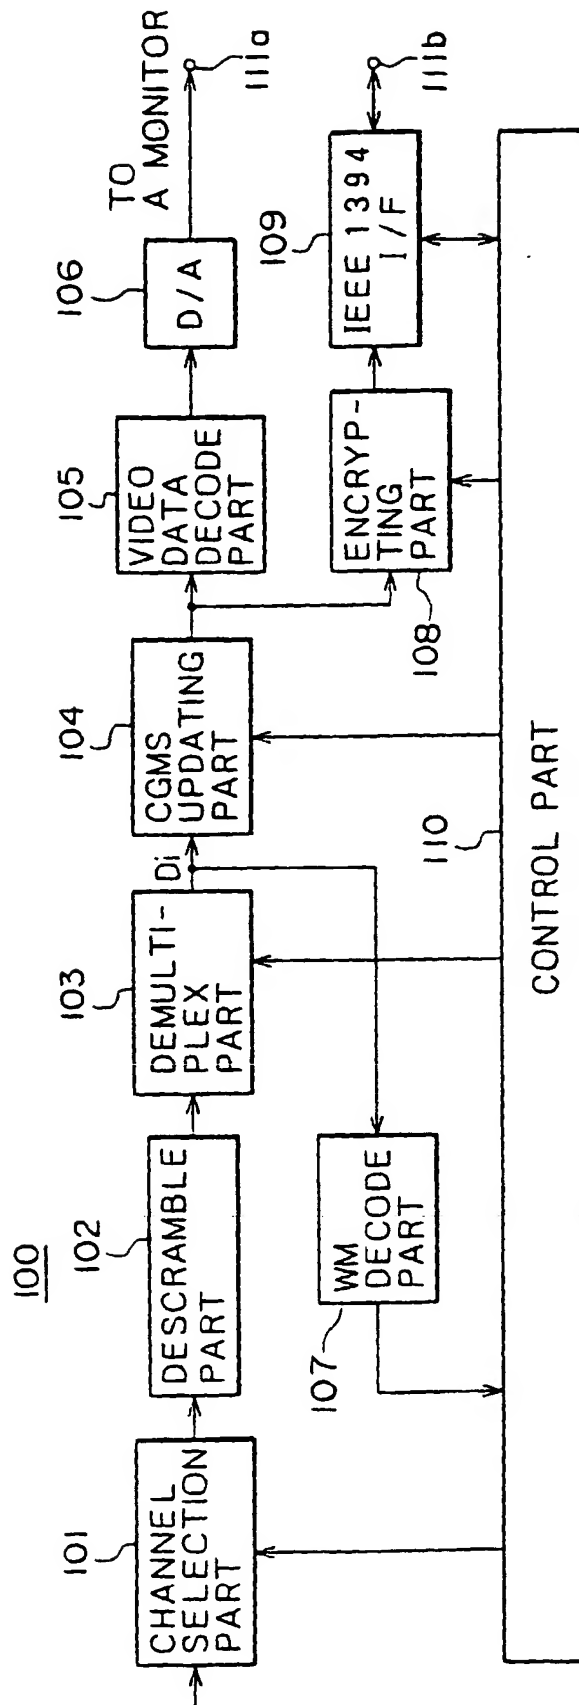 100
101
CHANNEL
SELECTION
PART
102
DESCRAMBLE
PART
103
DEMULTI-
PLEX
PART
Di
104
CGMS
UPDATING
PART
105
VIDEO
DATA
DECODE
PART
106
D/A
TO
A MONITOR
111a
107
WM
DECODE
PART
108
ENCRYP-
TING
PART
109
IEEE 1394
I/F
111b
110
CONTROL PART